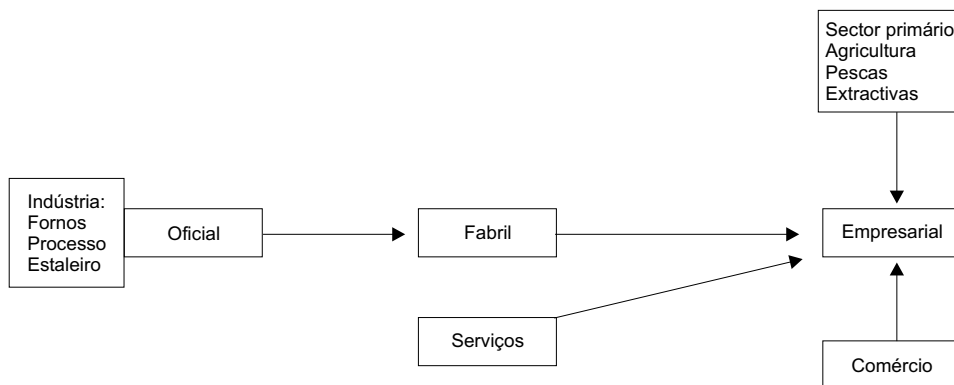 Sector primário
Agricultura
Pescas
Extractivas
Indústria:
Fornos
Processo
Estaleiro
Oficial
Fabril
Empresarial
Serviços
Comércio